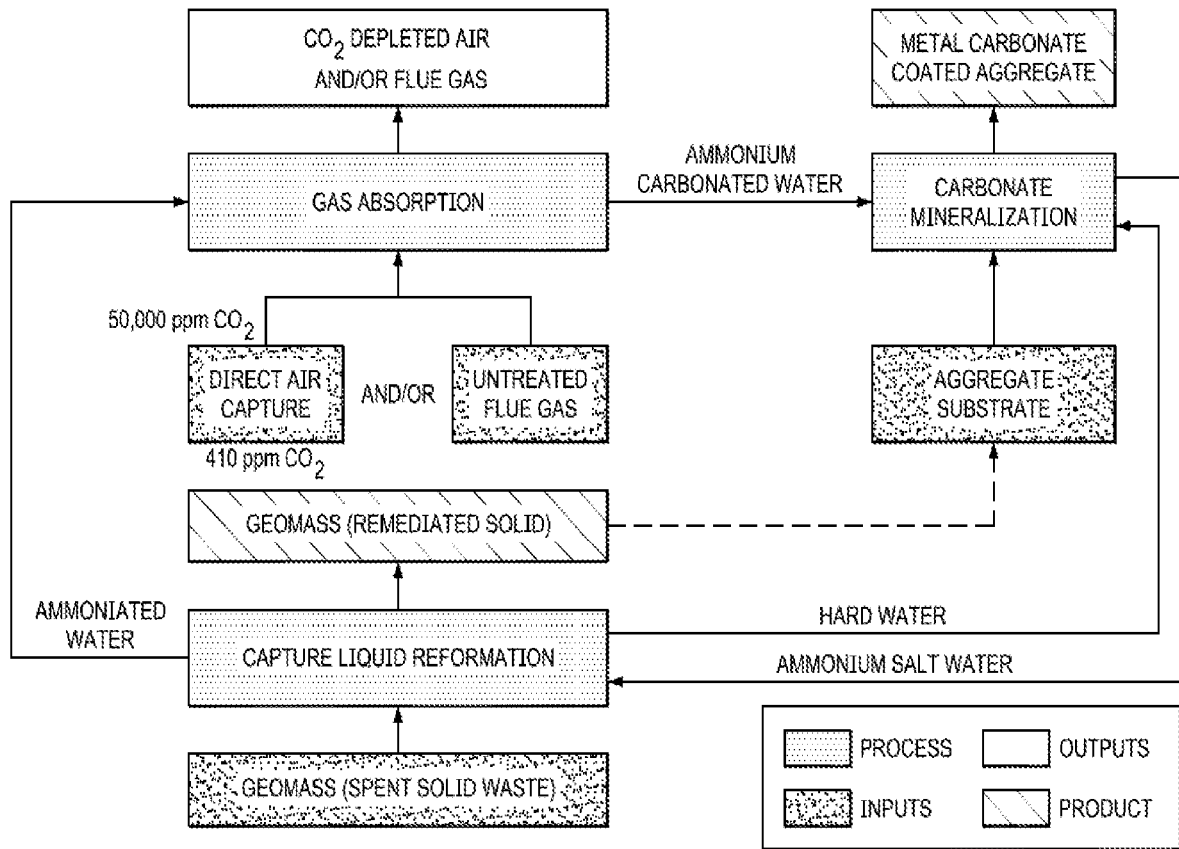 CO2 DEPLETED AIR
AND/OR FLUE GAS
METAL CARBONATE
COATED AGGREGATE
GAS ABSORPTION
AMMONIUM
CARBONATED WATER
CARBONATE
MINERALIZATION
50,000 ppm CO2
DIRECT AIR
CAPTURE
AND/OR
UNTREATED
FLUE GAS
AGGREGATE
SUBSTRATE
410 ppm CO2
GEOMASS (REMEDIATED SOLID)
AMMONIATED
WATER
CAPTURE LIQUID REFORMATION
HARD WATER
AMMONIUM SALT WATER
GEOMASS (SPENT SOLID WASTE)
PROCESS
OUTPUTS
INPUTS
PRODUCT